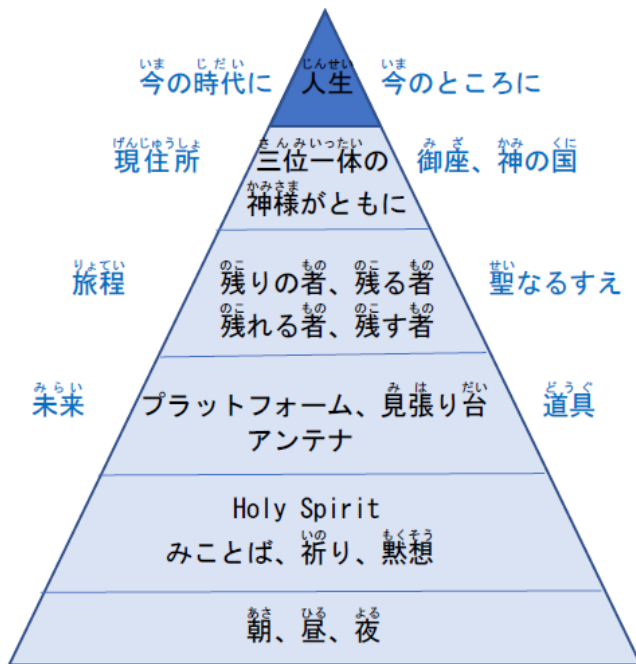 今の時代に 人生 今のところに
現住所 三位一体の 御座、神の国
神様がともに
旅程 残りの者、残る者 聖なるすえ
残れる者、残す者
未来 プラットフォーム、見張り台 道具
アンテナ
Holy Spirit
みことば、祈り、黙想
朝、昼、夜